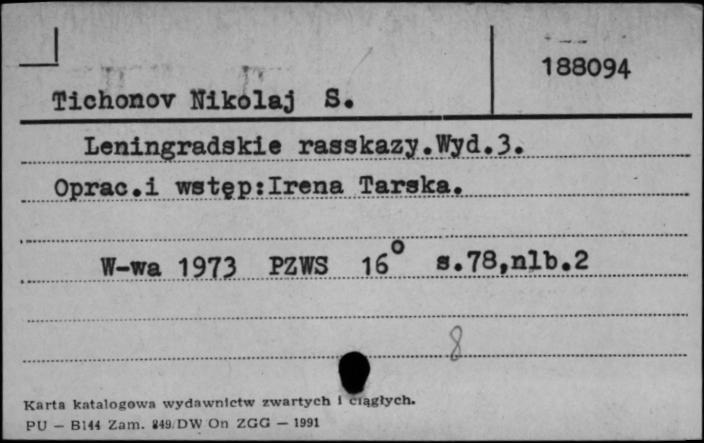 188094
Tichonov Nikolaj S.
Leningradskie rasskazy.Wyd.3.
Oprac.i wstęp:Irena Tarska.
W-wa 1973 PZWS 16° s.78,nlb.2
8
Karta katalogowa wydawnictw zwartych i ciągłych.
PU — B144 Zam. 849/DW On ZGG — 1991